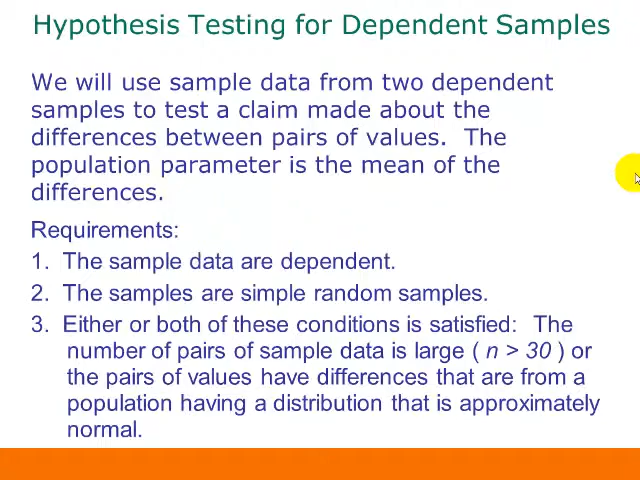 Hypothesis Testing for Dependent Samples
We will use sample data from two dependent
samples to test a claim made about the
differences between pairs of values.  The
population parameter is the mean of the
differences.
Requirements:
1.  The sample data are dependent.
2.  The samples are simple random samples.
3.  Either or both of these conditions is satisfied:   The
number of pairs of sample data is large ( n > 30 ) or
the pairs of values have differences that are from a
population having a distribution that is approximately
normal.